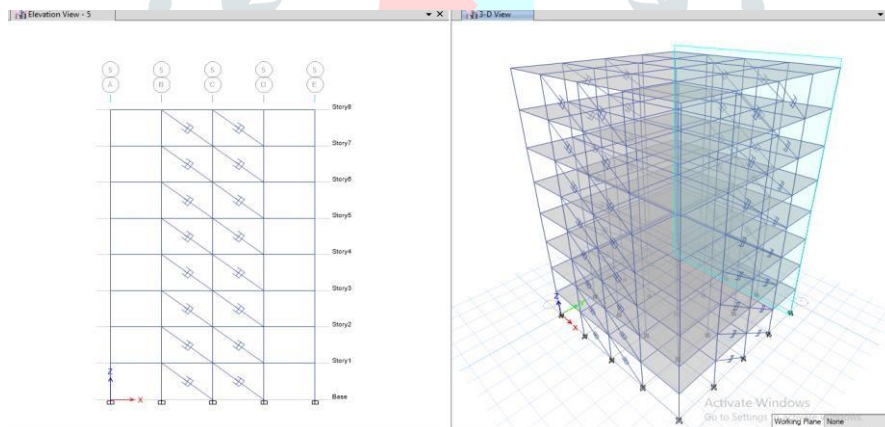 Elevation View - 5
3-D View
5 5 5 5 5
A B C D E
Story8
Story7
Story6
Story5
Story4
Story3
Story2
Story1
Base
Z
X
Z
X
Activate Windows
Go to Settings
Working Plane None